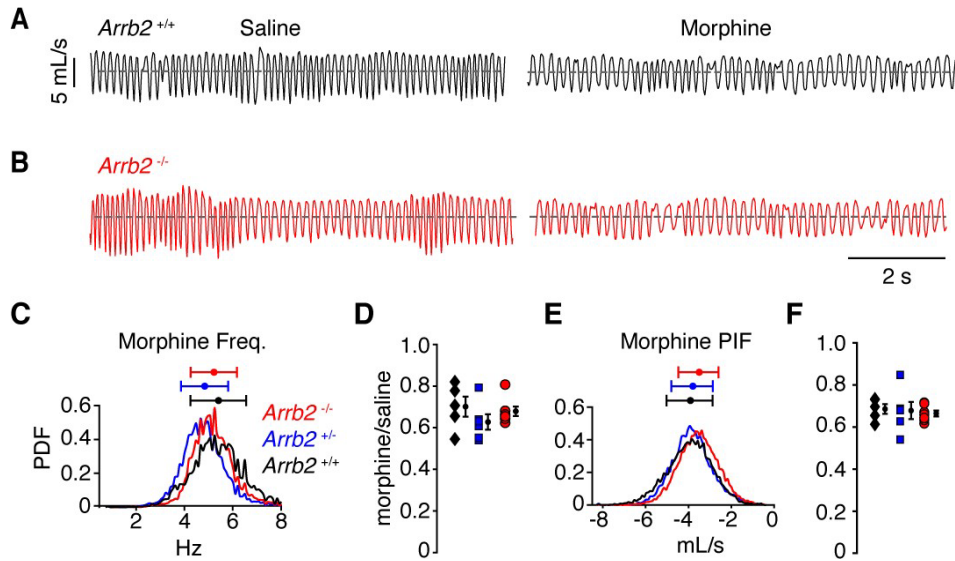 A
Arrb2 +/+
Saline
Morphine
5 mL/s
B
Arrb2 -/-
2 s
C
Morphine Freq.
PDF
0.6
0.4
0.2
0
4
6
8
Hz
Arrb2 -/-
Arrb2 +/-
Arrb2 +/+
D
morphine/saline
1.0
0.8
0.6
0.4
0.2
0
E
Morphine PIF
0.6
0.4
0.2
0
-8
-6
-4
-2
0
mL/s
F
1.0
0.8
0.6
0.4
0.2
0